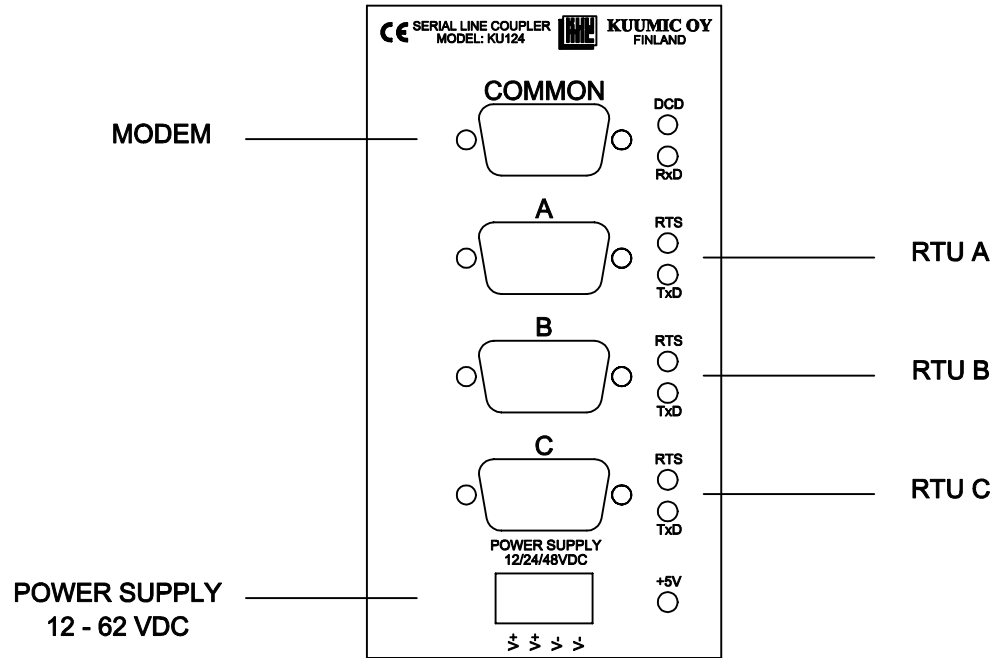 CE SERIAL LINE COUPLER
MODEL: KU124
KUUMIC OY
FINLAND
COMMON
DCD
RxD
MODEM
A
RTS
TxD
RTU A
B
RTS
TxD
RTU B
C
RTS
TxD
RTU C
POWER SUPPLY
12/24/48VDC
+5V
POWER SUPPLY
12 - 62 VDC
V+ V+ V- V-